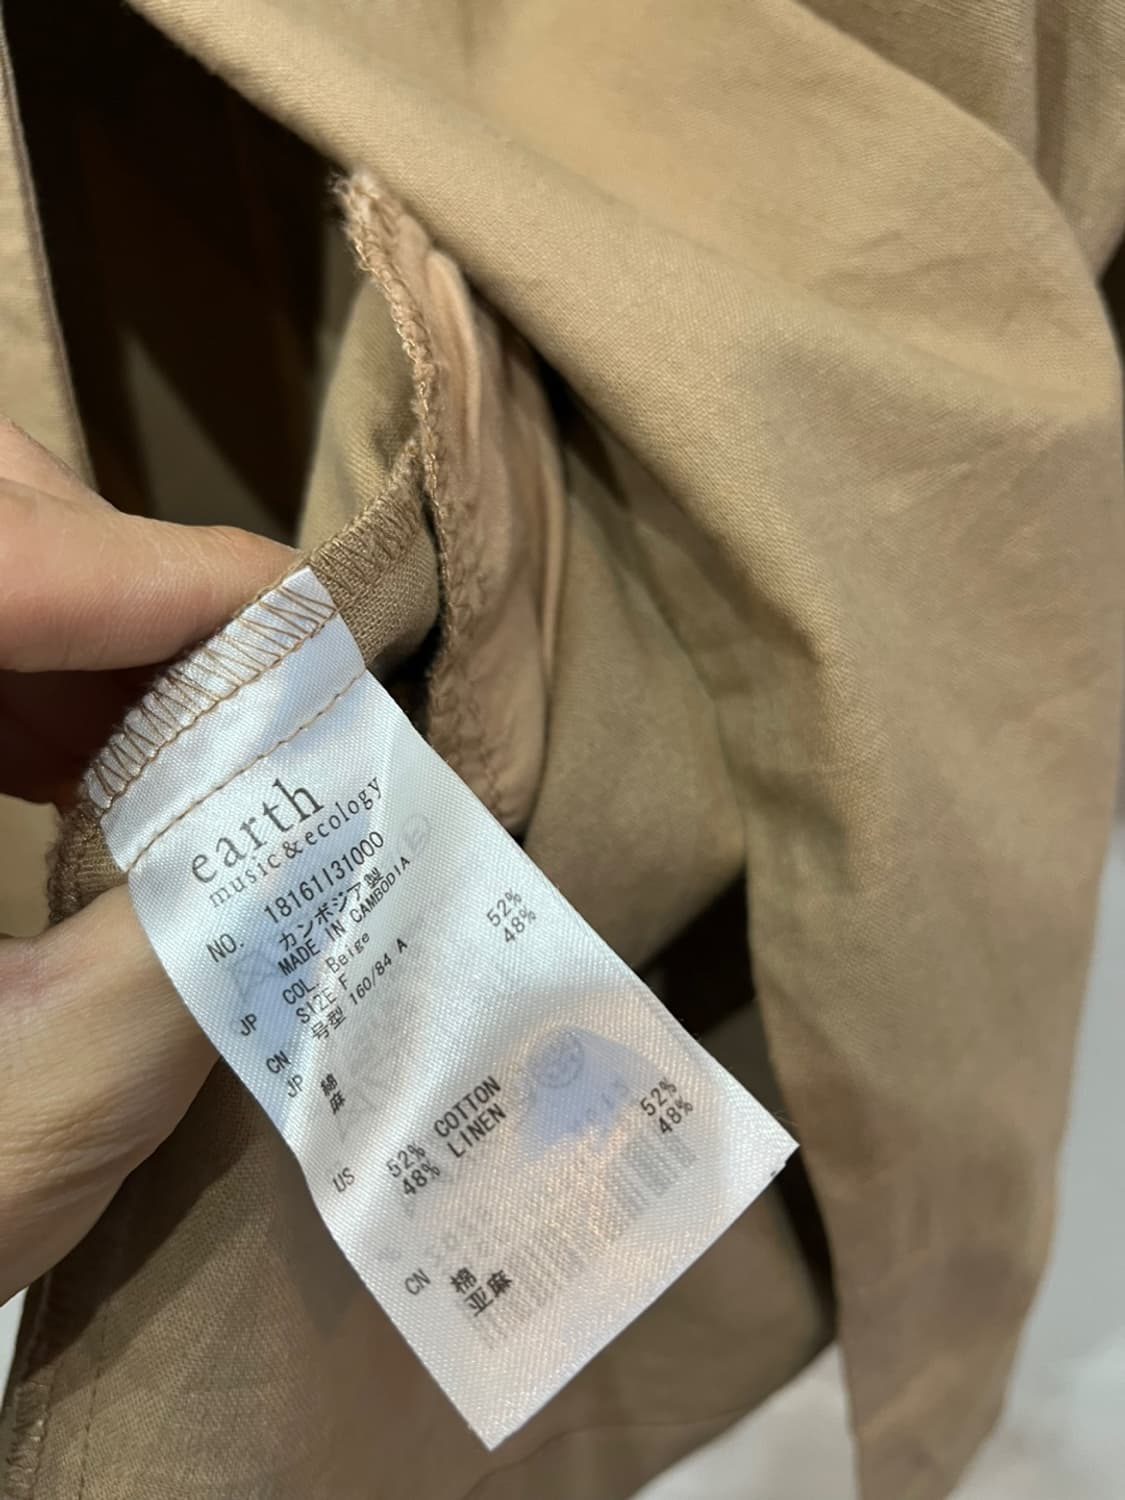 earth
music&ecology
NO. 18161131000
カンボジア製
MADE IN CAMBODIA
COL. Beige
JP SIZE F
CN 号型 160/84 A
JP 綿 52%
麻 48%
US 52% COTTON
48% LINEN
CN 棉 52%
亚麻 48%